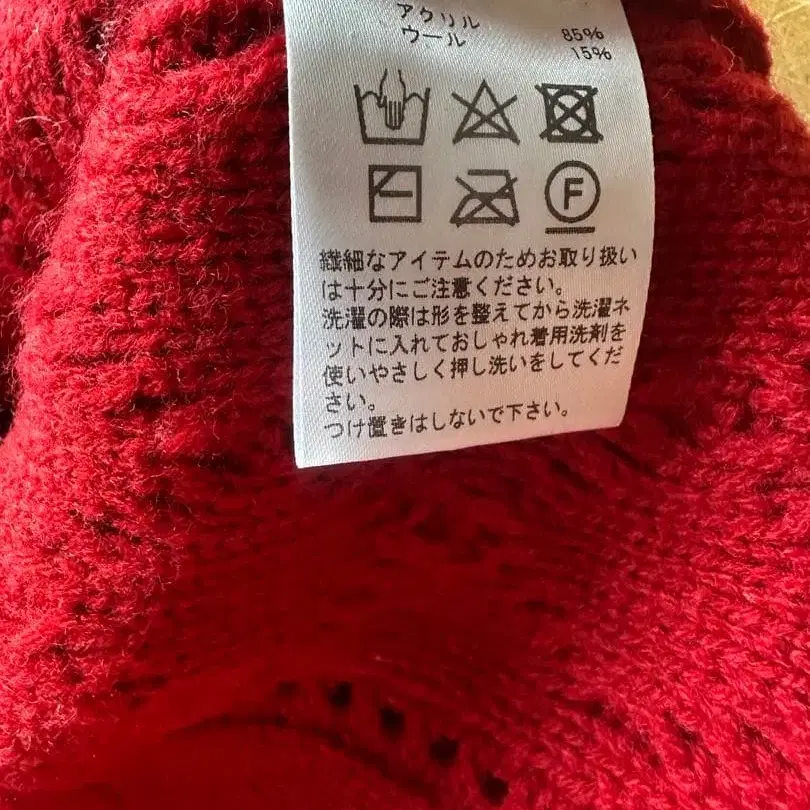 アクリル 85%
ウール 15%
F
繊細なアイテムのためお取り扱い
は十分にご注意ください。
洗濯の際は形を整えてから洗濯ネ
ットに入れておしゃれ着用洗剤を
使いやさしく押し洗いをしてくだ
さい。
つけ置きはしないで下さい。